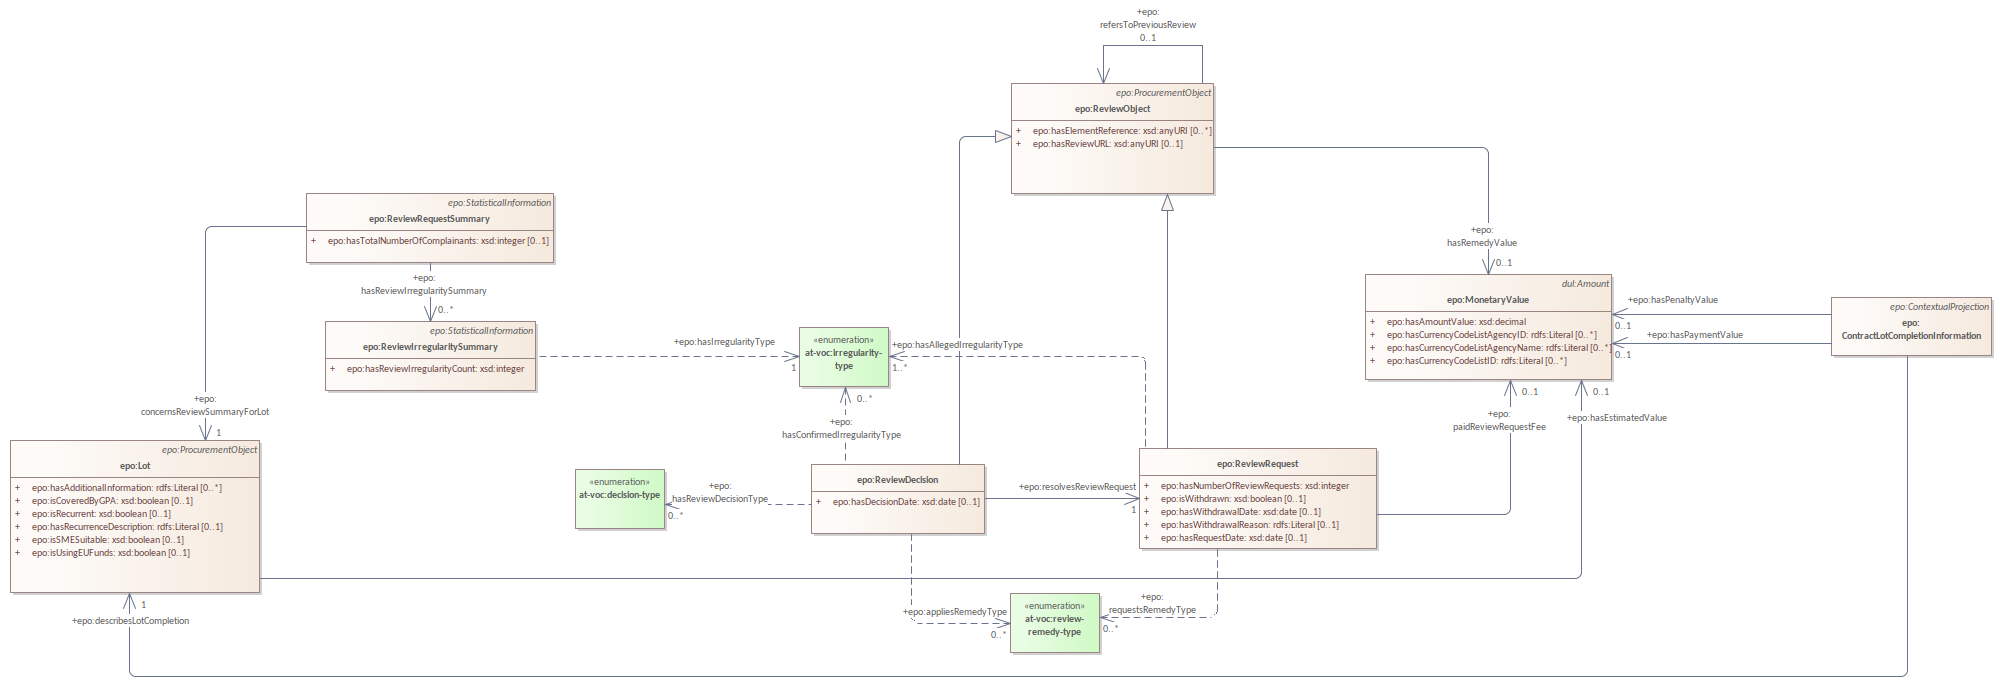 +epo:
refersToPreviousReview
0..1
epo:ProcurementObject
epo:ReviewObject
+ epo:hasElementReference: xsd:anyURI [0..*]
+ epo:hasReviewURL: xsd:anyURI [0..1]
epo:StatisticalInformation
epo:ReviewRequestSummary
+ epo:hasTotalNumberOfComplainants: xsd:integer [0..1]
+epo:
hasReviewIrregularitySummary
0..*
epo:StatisticalInformation
epo:ReviewIrregularitySummary
+ epo:hasReviewIrregularityCount: xsd:integer
+epo:hasIrregularityType
1
«enumeration»
at-voc:irregularity-
type
+epo:hasAllegedIrregularityType
1..*
+epo:
hasRemedyValue
0..1
dul:Amount
epo:MonetaryValue
+ epo:hasAmountValue: xsd:decimal
+ epo:hasCurrencyCodeListAgencyID: rdfs:Literal [0..*]
+ epo:hasCurrencyCodeListAgencyName: rdfs:Literal [0..*]
+ epo:hasCurrencyCodeListID: rdfs:Literal [0..*]
+epo:hasPenaltyValue
0..1
+epo:hasPaymentValue
0..1
epo:ContextualProjection
epo:
ContractLotCompletionInformation
+epo:
concernsReviewSummaryForLot
1
epo:ProcurementObject
epo:Lot
+ epo:hasAdditionalInformation: rdfs:Literal [0..*]
+ epo:isCoveredByGPA: xsd:boolean [0..1]
+ epo:isRecurrent: xsd:boolean [0..1]
+ epo:hasRecurrenceDescription: rdfs:Literal [0..1]
+ epo:isSMESuitable: xsd:boolean [0..1]
+ epo:isUsingEUFunds: xsd:boolean [0..1]
0..*
+epo:
hasConfirmedIrregularityType
«enumeration»
at-voc:decision-type
+epo:
hasReviewDecisionType
0..*
epo:ReviewDecision
+ epo:hasDecisionDate: xsd:date [0..1]
+epo:resolvesReviewRequest
1
epo:ReviewRequest
+ epo:hasNumberOfReviewRequests: xsd:integer
+ epo:isWithdrawn: xsd:boolean [0..1]
+ epo:hasWithdrawalDate: xsd:date [0..1]
+ epo:hasWithdrawalReason: rdfs:Literal [0..1]
+ epo:hasRequestDate: xsd:date [0..1]
0..1
+epo:
paidReviewRequestFee
0..1
+epo:hasEstimatedValue
1
+epo:describesLotCompletion
+epo:appliesRemedyType
0..*
«enumeration»
at-voc:review-
remedy-type
+epo:
requestsRemedyType
0..*